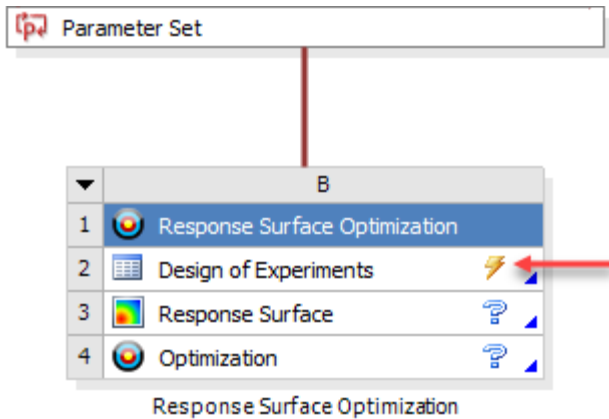 Parameter Set
B
1 Response Surface Optimization
2 Design of Experiments
3 Response Surface
4 Optimization
Response Surface Optimization